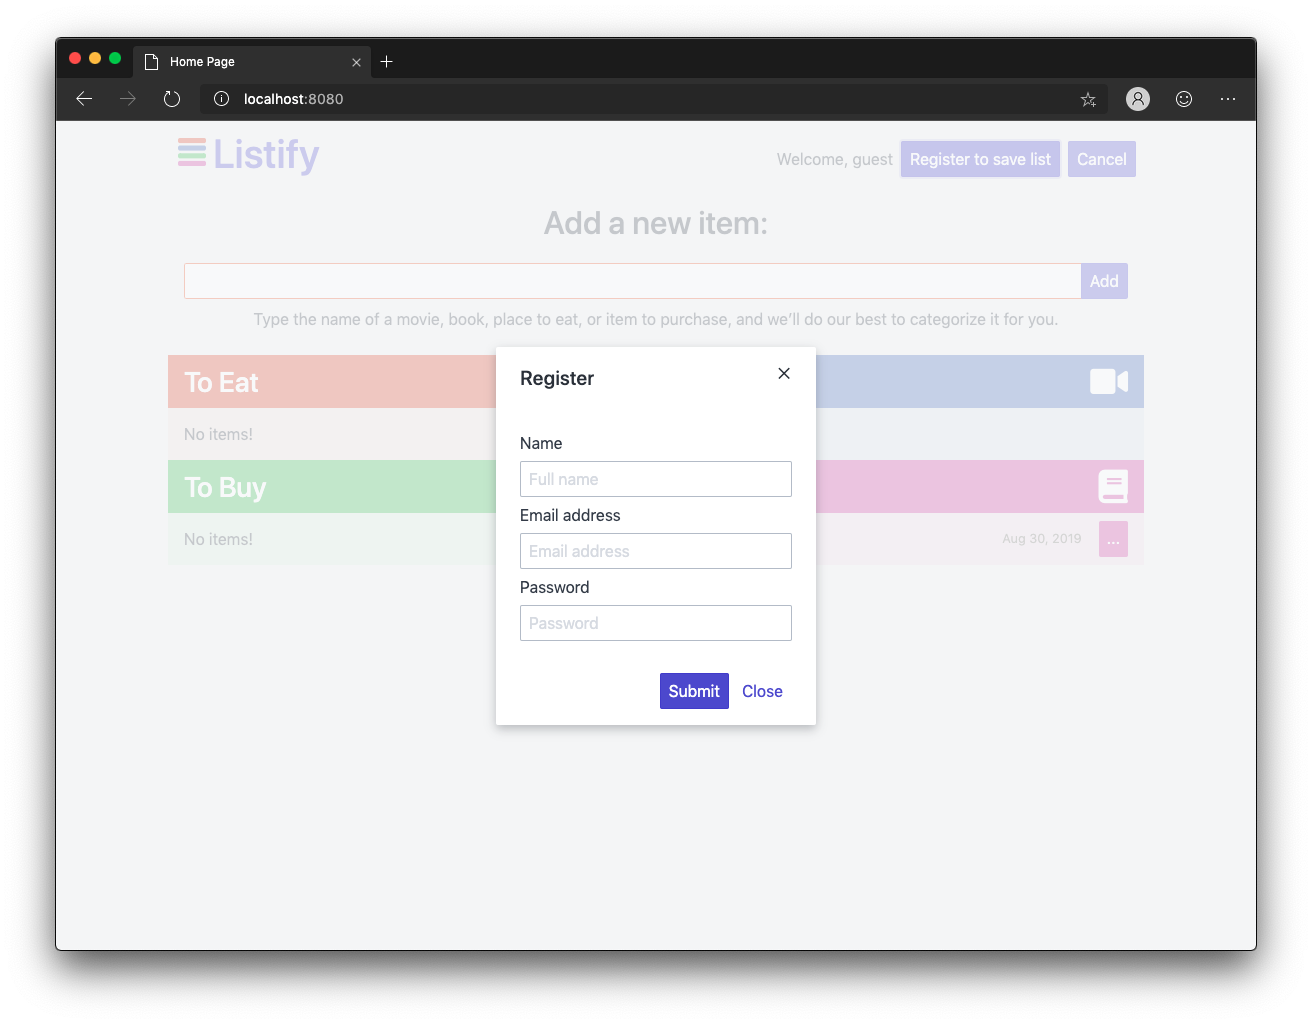 Home Page
localhost:8080
Listify
Welcome, guest
Register to save list
Cancel
Add a new item:
Add
Type the name of a movie, book, place to eat, or item to purchase, and we'll do our best to categorize it for you.
To Eat
No items!
To Buy
No items!
Aug 30, 2019
...
Register
Name
Full name
Email address
Email address
Password
Password
Submit
Close